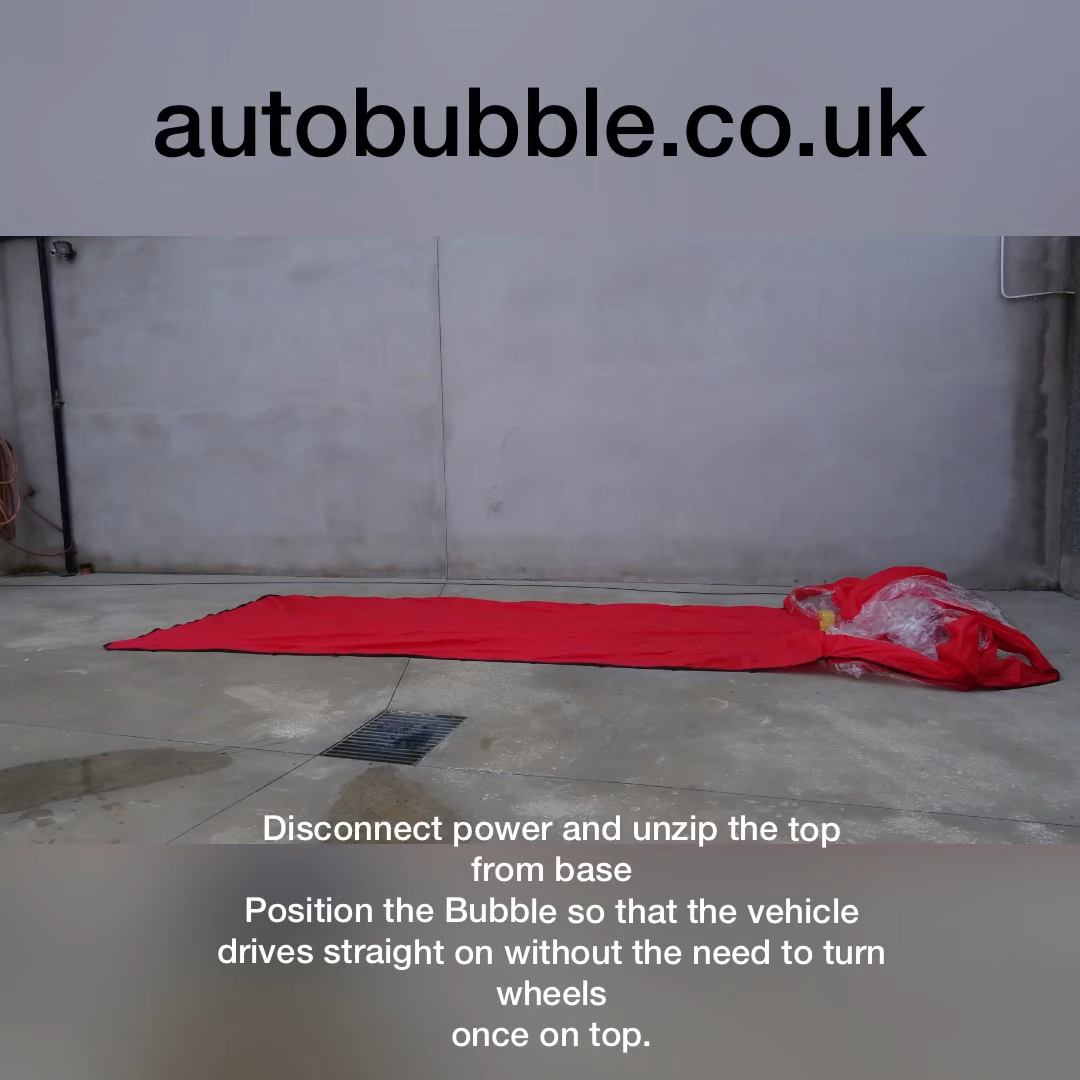 autobubble.co.uk
Disconnect power and unzip the top
from base
Position the Bubble so that the vehicle
drives straight on without the need to turn
wheels
once on top.